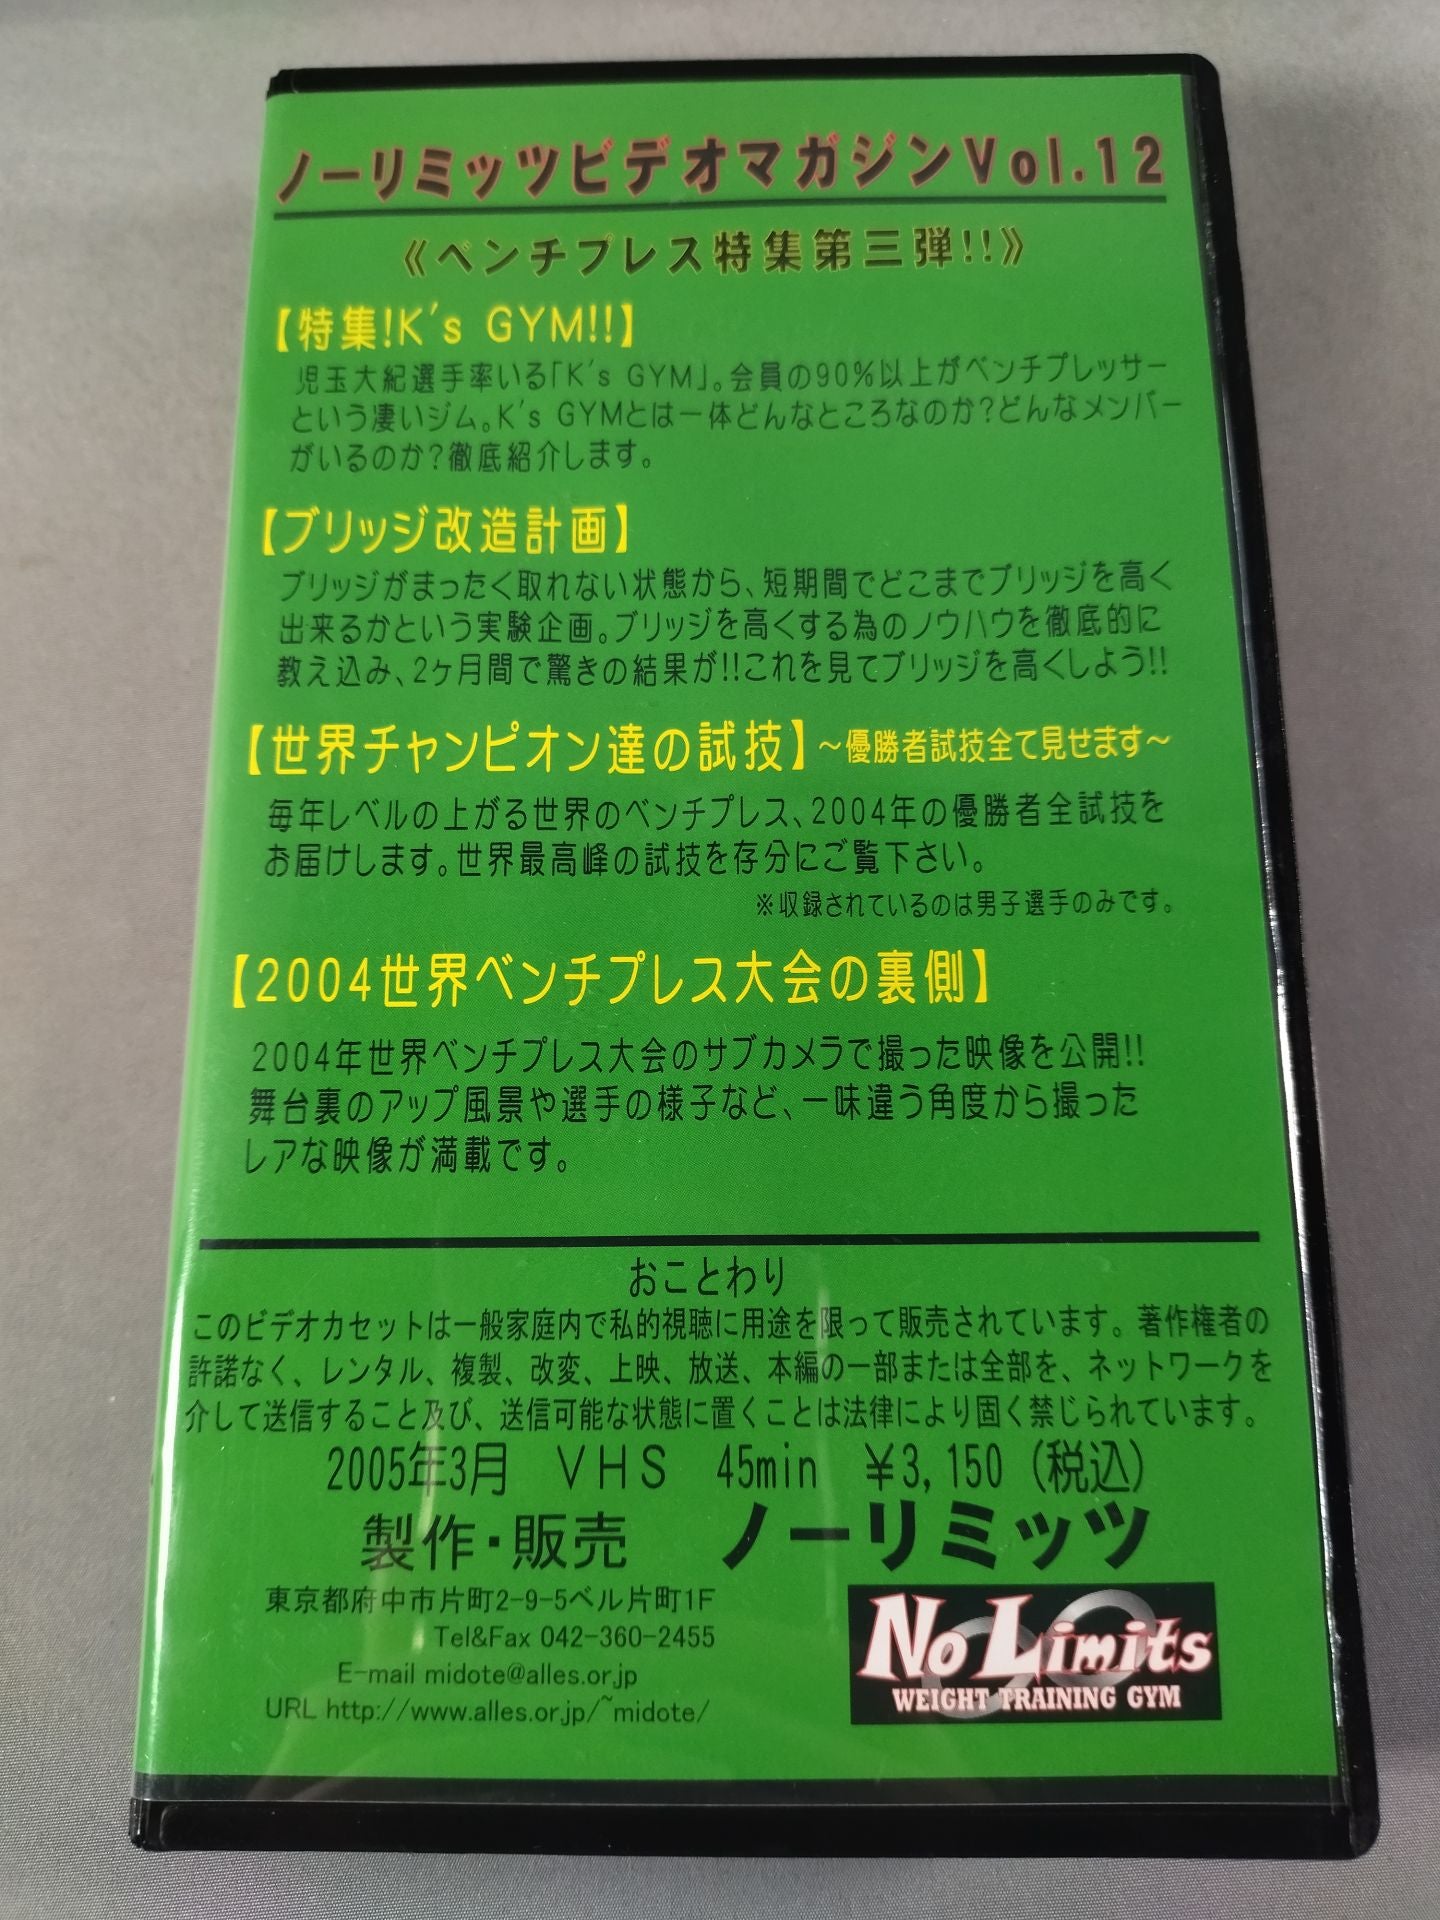 ノーリミッツビデオマガジンVol.12
《ベンチプレス特集第三弾!!》
【特集!K's GYM!!】
児玉大紀選手率いる「K's GYM」。会員の90%以上がベンチプレッサー
という凄いジム。K's GYMとは一体どんなところなのか?どんなメンバー
がいるのか?徹底紹介します。
【ブリッジ改造計画】
ブリッジがまったく取れない状態から、短期間でどこまでブリッジを高く
出来るかという実験企画。ブリッジを高くする為のノウハウを徹底的に
教え込み、2ヶ月間で驚きの結果が!!これを見てブリッジを高くしよう!!
【世界チャンピオン達の試技】～優勝者試技全て見せます～
毎年レベルの上がる世界のベンチプレス、2004年の優勝者全試技を
お届けします。世界最高峰の試技を存分にご覧下さい。
※収録されているのは男子選手のみです。
【2004世界ベンチプレス大会の裏側】
2004年世界ベンチプレス大会のサブカメラで撮った映像を公開!!
舞台裏のアップ風景や選手の様子など、一味違う角度から撮った
レアな映像が満載です。
おことわり
このビデオカセットは一般家庭内で私的視聴に用途を限って販売されています。著作権者の
許諾なく、レンタル、複製、改変、上映、放送、本編の一部または全部を、ネットワークを
介して送信すること及び、送信可能な状態に置くことは法律により固く禁じられています。
2005年3月 VHS 45min ¥3,150(税込)
製作・販売 ノーリミッツ
東京都府中市片町2-9-5ベル片町1F
Tel&Fax 042-360-2455
E-mail midote@alles.or.jp
URL http://www.alles.or.jp/~midote/
No Limits
WEIGHT TRAINING GYM